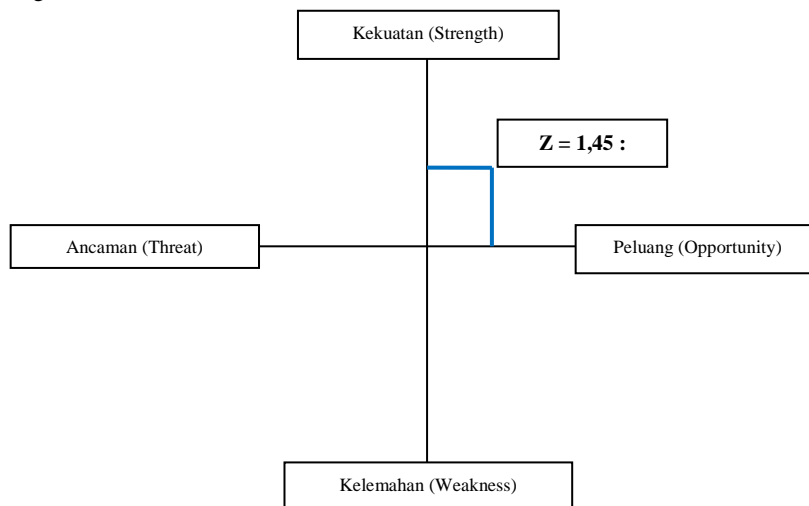 Kekuatan (Strength)
Z = 1,45 :
Ancaman (Threat)
Peluang (Opportunity)
Kelemahan (Weakness)